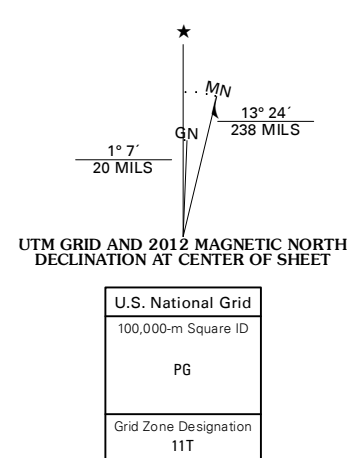 ★
MN
GN
13° 24´
238 MILS
1° 7´
20 MILS
UTM GRID AND 2012 MAGNETIC NORTH
DECLINATION AT CENTER OF SHEET
U.S. National Grid
100,000-m Square ID
PG
Grid Zone Designation
11T